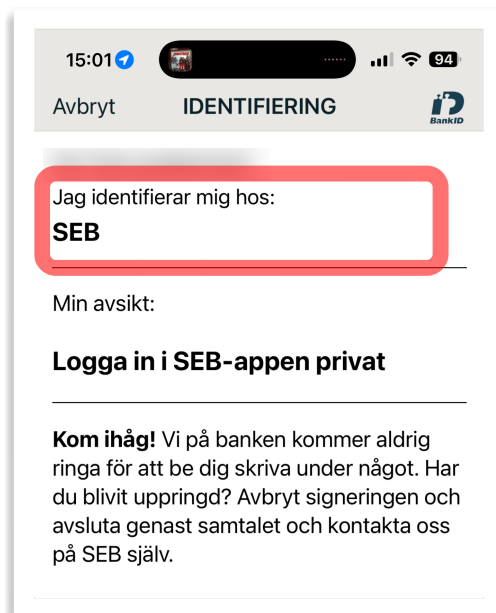 15:01
94
Avbryt
IDENTIFIERING
BankID
Jag identifierar mig hos:
SEB
Min avsikt:
Logga in i SEB-appen privat
Kom ihåg! Vi på banken kommer aldrig
ringa för att be dig skriva under något. Har
du blivit uppringd? Avbryt signeringen och
avsluta genast samtalet och kontakta oss
på SEB själv.